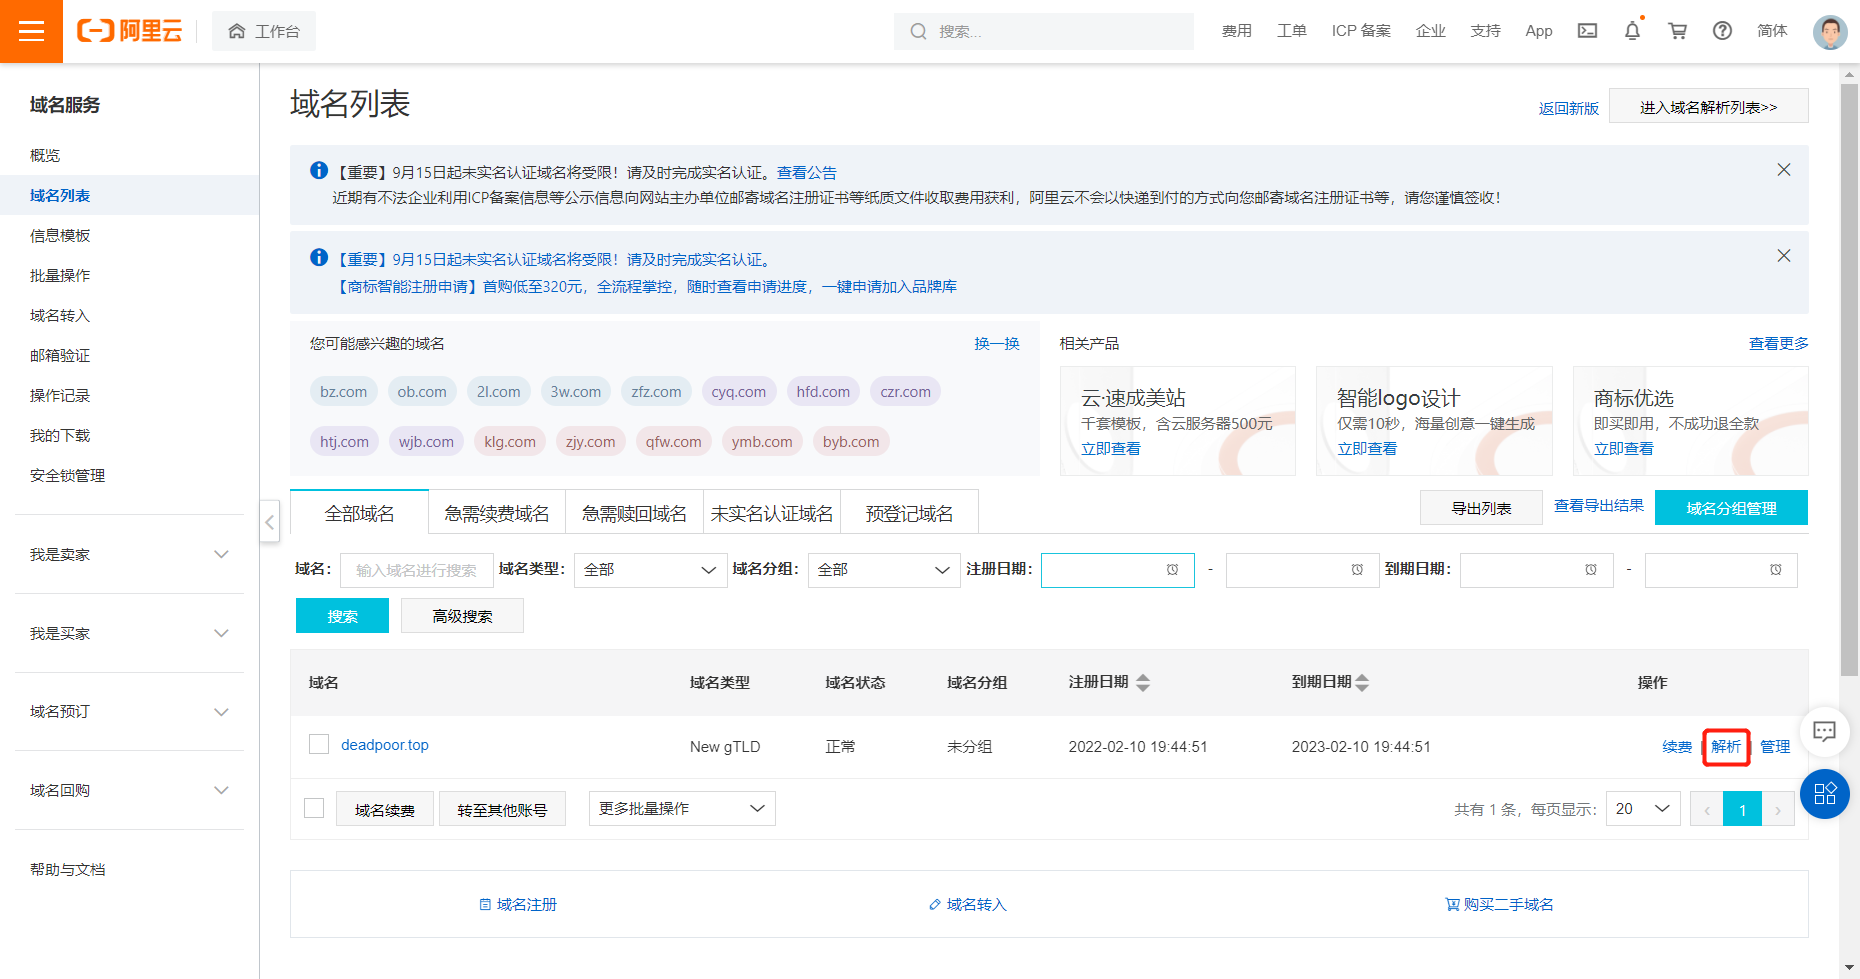 阿里云
工作台
搜索...
费用
工单
ICP 备案
企业
支持
App
简体
域名服务
概览
域名列表
信息模板
批量操作
域名转入
邮箱验证
操作记录
我的下载
安全锁管理
我是卖家
我是买家
域名预订
域名回购
帮助与文档
域名列表
返回新版
进入域名解析列表>>
【重要】9月15日起未实名认证域名将受限！请及时完成实名认证。查看公告
近期有不法企业利用ICP备案信息等公示信息向网站主办单位邮寄域名注册证书等纸质文件收取费用获利，阿里云不会以快递到付的方式向您邮寄域名注册证书等，请您谨慎签收！
【重要】9月15日起未实名认证域名将受限！请及时完成实名认证。
【商标智能注册申请】首购低至320元，全流程掌控，随时查看申请进度，一键申请加入品牌库
您可能感兴趣的域名
换一换
bz.com ob.com 2l.com 3w.com zfz.com cyq.com hfd.com czr.com
htj.com wjb.com klg.com zjy.com qfw.com ymb.com byb.com
相关产品
查看更多
云·速成美站
千套模板，含云服务器500元
立即查看
智能logo设计
仅需10秒，海量创意一键生成
立即查看
商标优选
即买即用，不成功退全款
立即查看
全部域名 急需续费域名 急需赎回域名 未实名认证域名 预登记域名
导出列表 查看导出结果 域名分组管理
域名： 输入域名进行搜索 域名类型： 全部 域名分组： 全部 注册日期： - 到期日期： -
搜索 高级搜索
域名 域名类型 域名状态 域名分组 注册日期 到期日期 操作
deadpoor.top New gTLD 正常 未分组 2022-02-10 19:44:51 2023-02-10 19:44:51 续费 解析 管理
域名续费 转至其他账号 更多批量操作 共有 1 条，每页显示： 20 ‹ 1 ›
域名注册 域名转入 购买二手域名